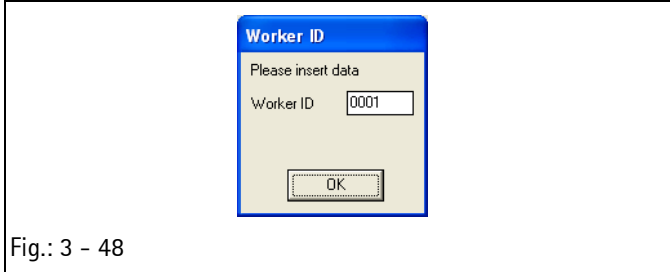 Worker ID
Please insert data
Worker ID 0001
OK
Fig.: 3 - 48